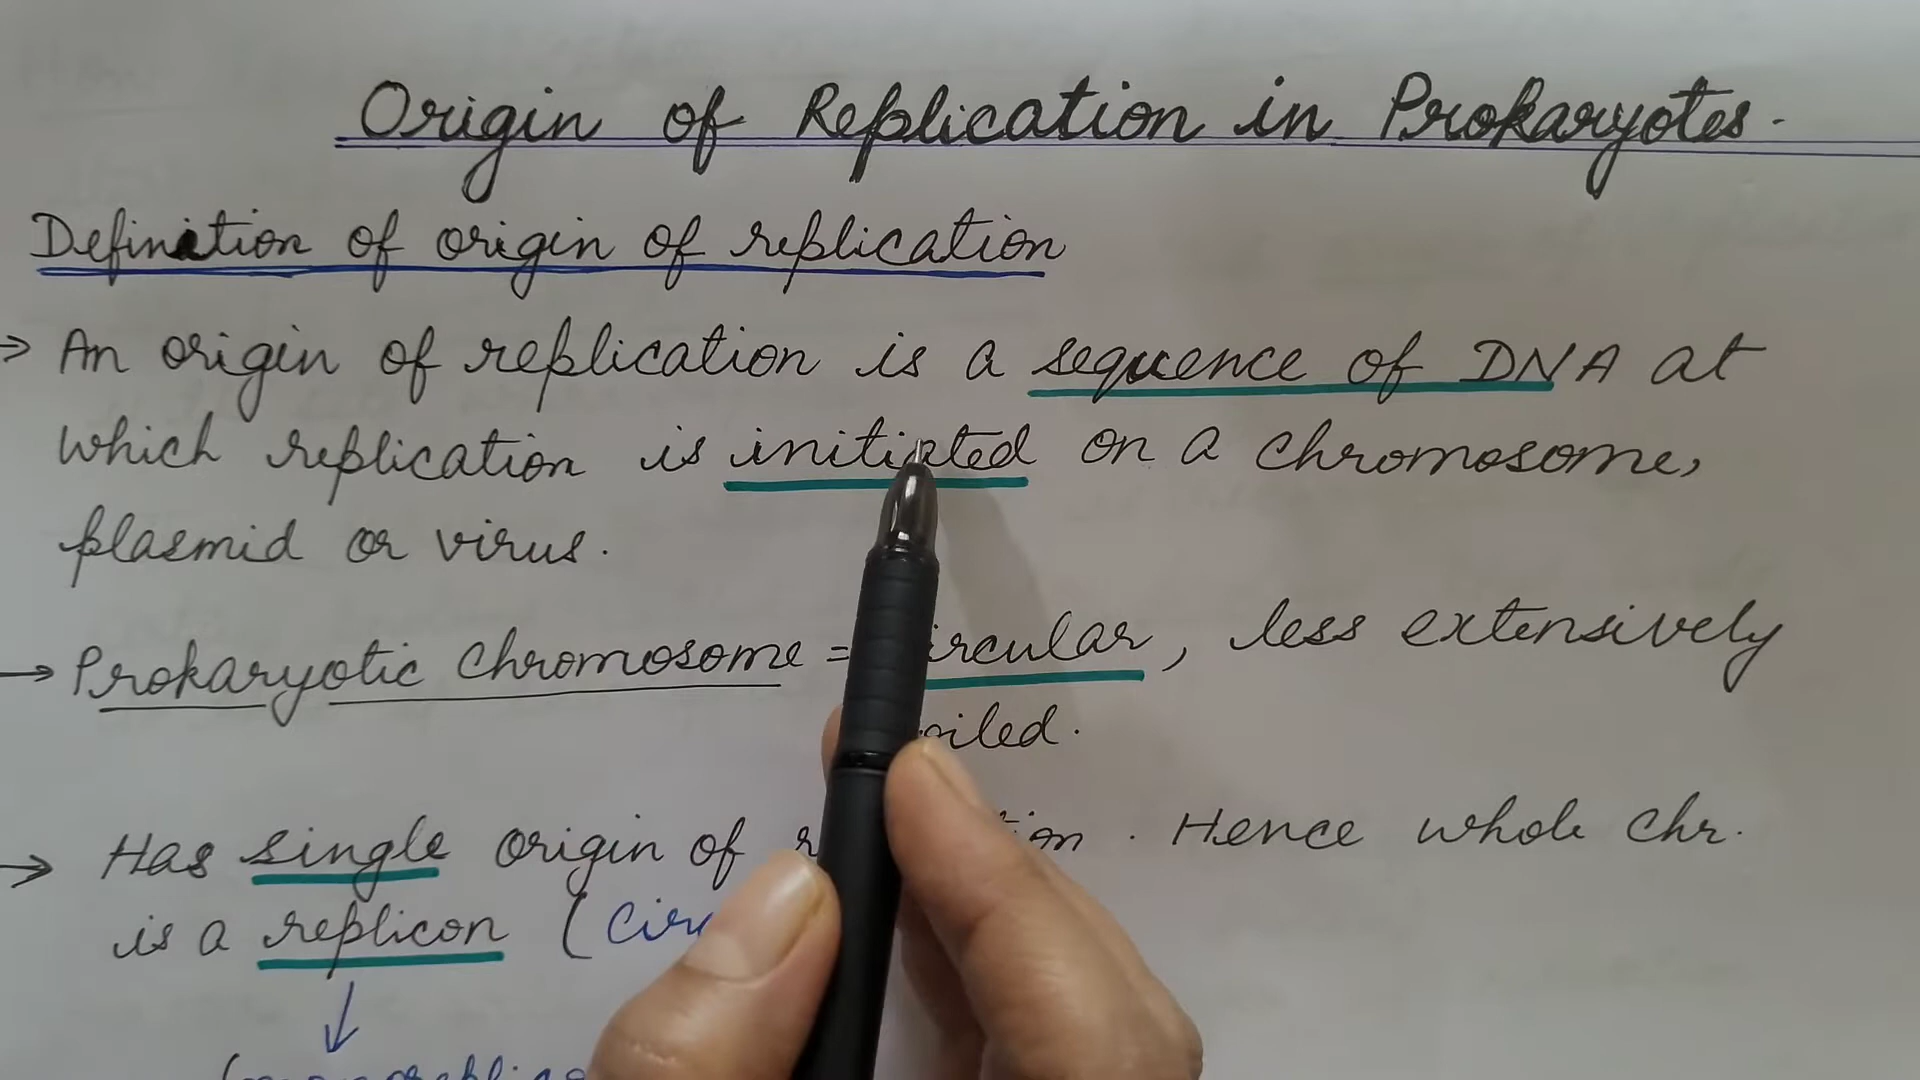 Origin of Replication in Prokaryotes.
Definition of origin of replication
→ An origin of replication is a sequence of DNA at
which replication is initiated on a chromosome,
plasmid or virus.
→ Prokaryotic Chromosome = circular, less extensively
coiled.
→ Has single origin of replication. Hence whole chr.
is a replicon (